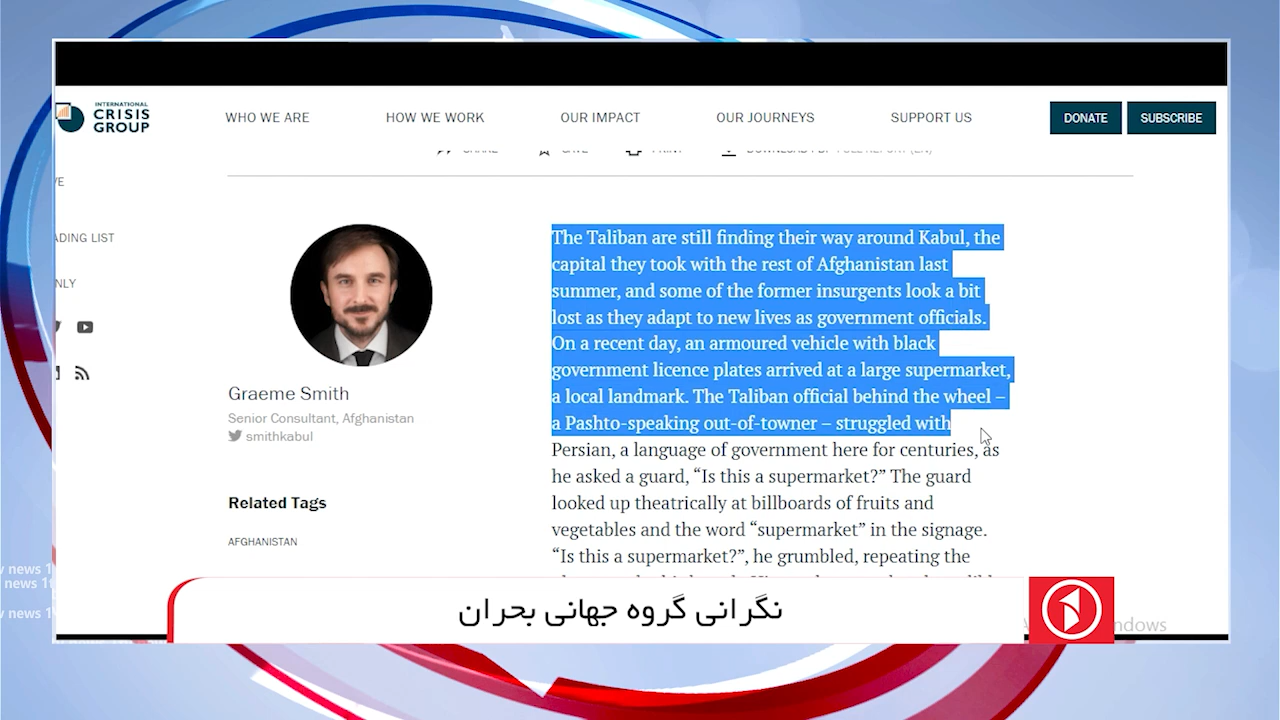 INTERNATIONAL
CRISIS
GROUP
WHO WE ARE
HOW WE WORK
OUR IMPACT
OUR JOURNEYS
SUPPORT US
DONATE
SUBSCRIBE
Graeme Smith
Senior Consultant, Afghanistan
smithkabul
Related Tags
AFGHANISTAN
The Taliban are still finding their way around Kabul, the
capital they took with the rest of Afghanistan last
summer, and some of the former insurgents look a bit
lost as they adapt to new lives as government officials.
On a recent day, an armoured vehicle with black
government licence plates arrived at a large supermarket,
a local landmark. The Taliban official behind the wheel –
a Pashto-speaking out-of-towner – struggled with
Persian, a language of government here for centuries, as
he asked a guard, “Is this a supermarket?” The guard
looked up theatrically at billboards of fruits and
vegetables and the word “supermarket” in the signage.
“Is this a supermarket?”, he grumbled, repeating the
نگرانی گروه جهانی بحران